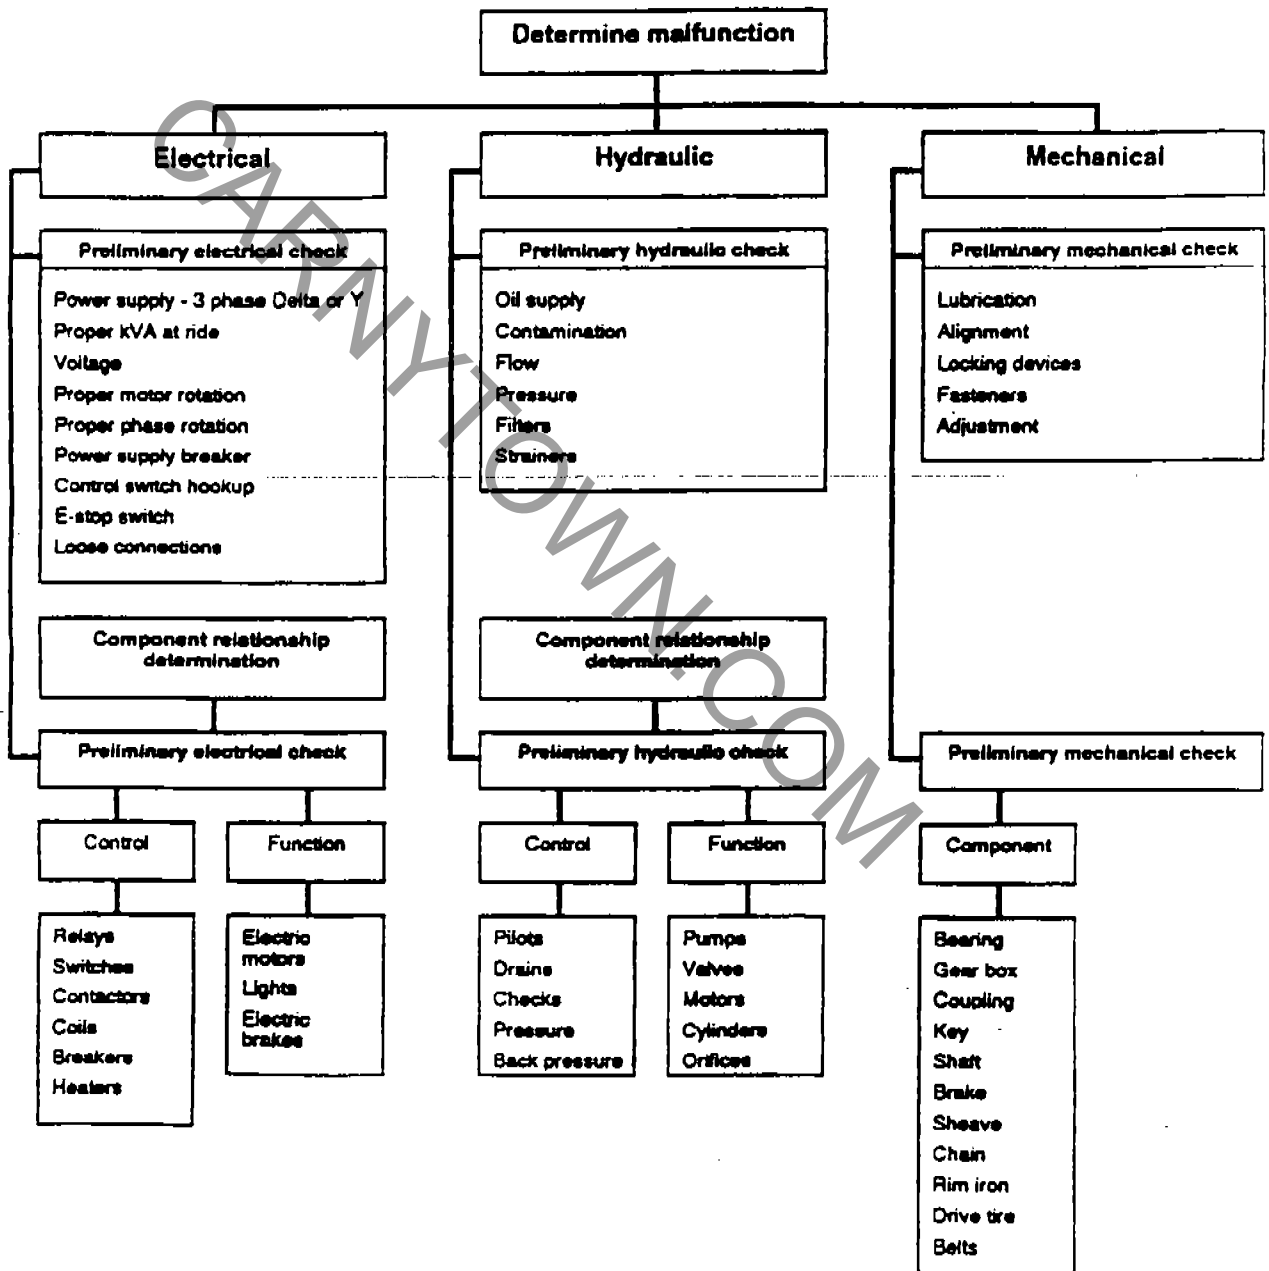 Determine malfunction
Electrical
Hydraulic
Mechanical
Preliminary electrical check
Power supply - 3 phase Delta or Y
Proper kVA at ride
Voltage
Proper motor rotation
Proper phase rotation
Power supply breaker
Control switch hookup
E-stop switch
Loose connections
Preliminary hydraulic check
Oil supply
Contamination
Flow
Pressure
Filters
Strainers
Preliminary mechanical check
Lubrication
Alignment
Locking devices
Fasteners
Adjustment
Component relationship
determination
Preliminary electrical check
Control
Relays
Switches
Contactors
Coils
Breakers
Heaters
Function
Electric
motors
Lights
Electric
brakes
Component relationship
determination
Preliminary hydraulic check
Control
Pilots
Drains
Checks
Pressure
Back pressure
Function
Pumps
Valves
Motors
Cylinders
Orifices
Preliminary mechanical check
Component
Bearing
Gear box
Coupling
Key
Shaft
Brake
Sheave
Chain
Rim iron
Drive tire
Belts
CARNYTOWN.COM